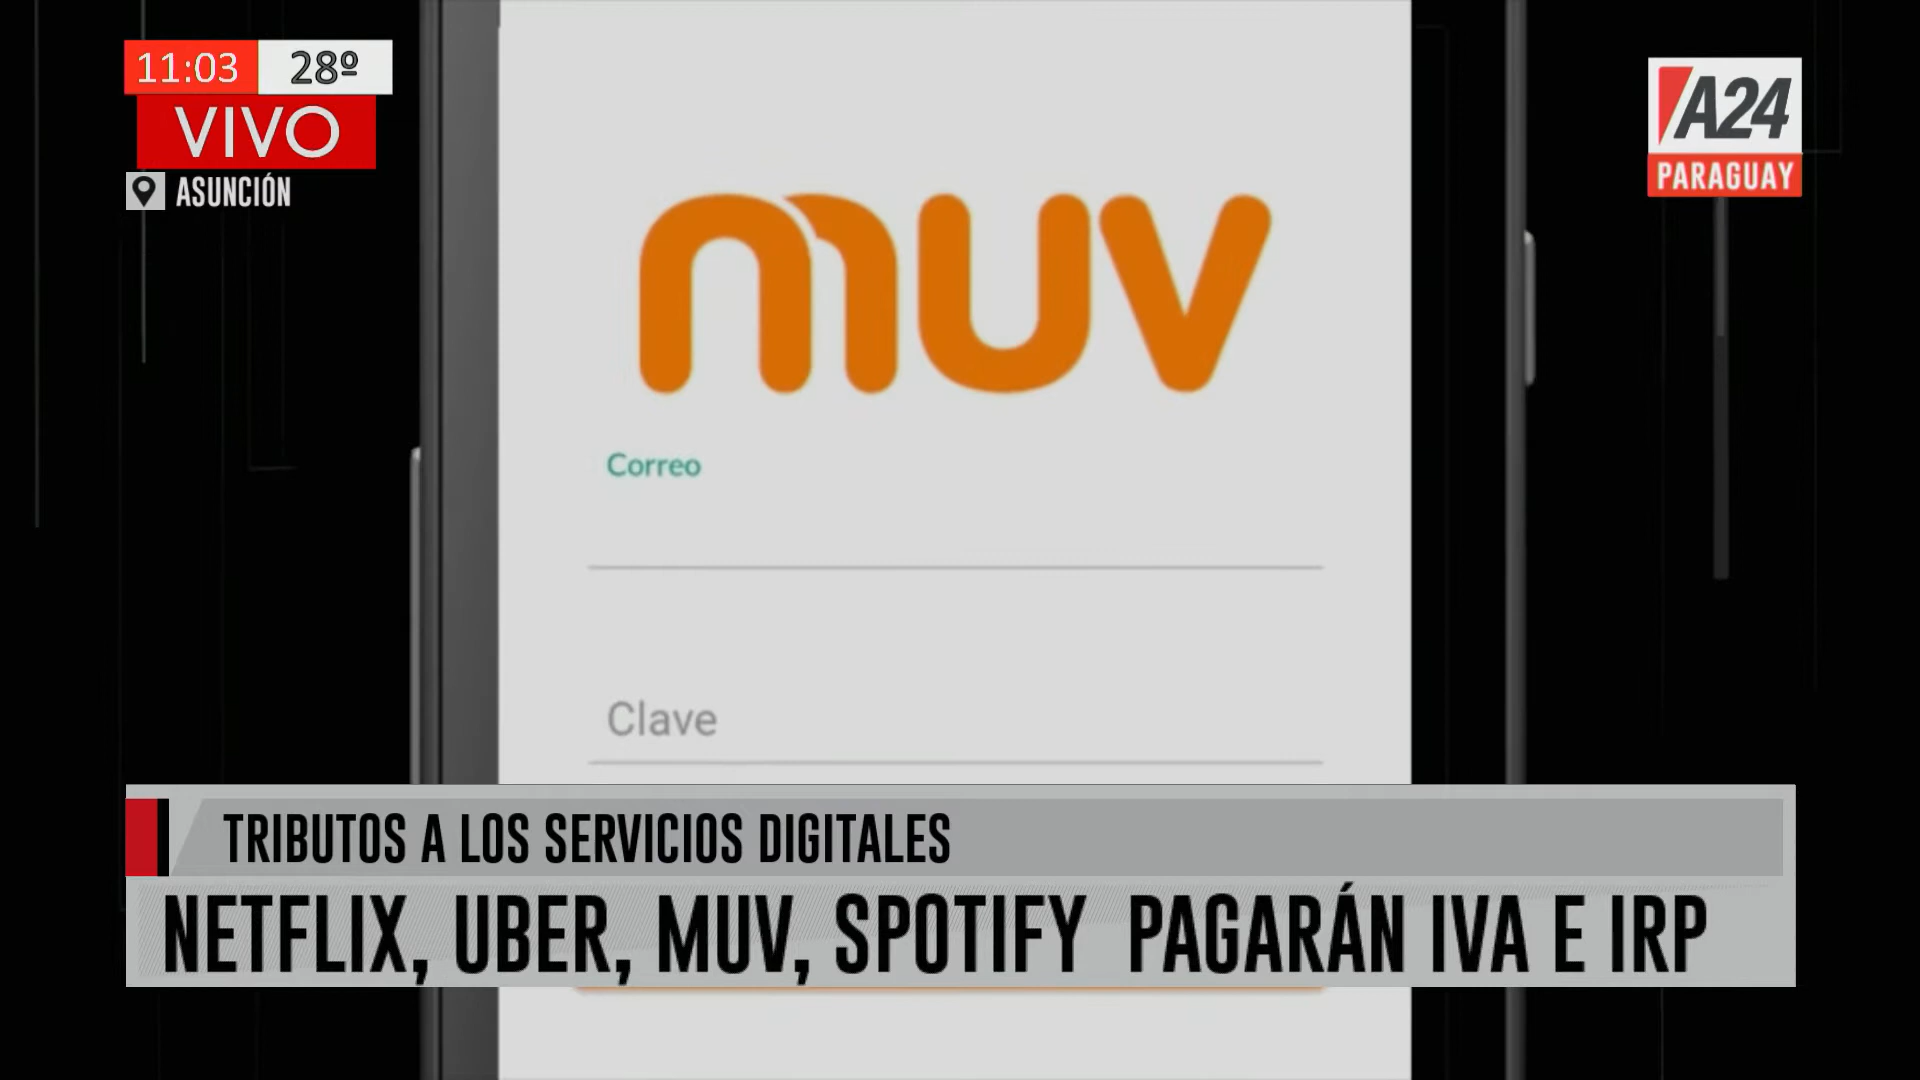 11:03 28º
VIVO
ASUNCIÓN
A24
PARAGUAY
muv
Correo
Clave
TRIBUTOS A LOS SERVICIOS DIGITALES
NETFLIX, UBER, MUV, SPOTIFY PAGARÁN IVA E IRP